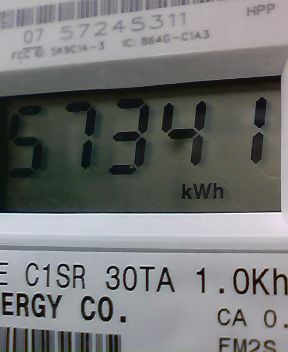 HPP
07 57245311
FCC ID: SK9C1A-3 IC: 864G-C1A3
57341
kWh
E C1SR 30TA 1.0Kh
ERGY CO.
CA 0.
FM2S